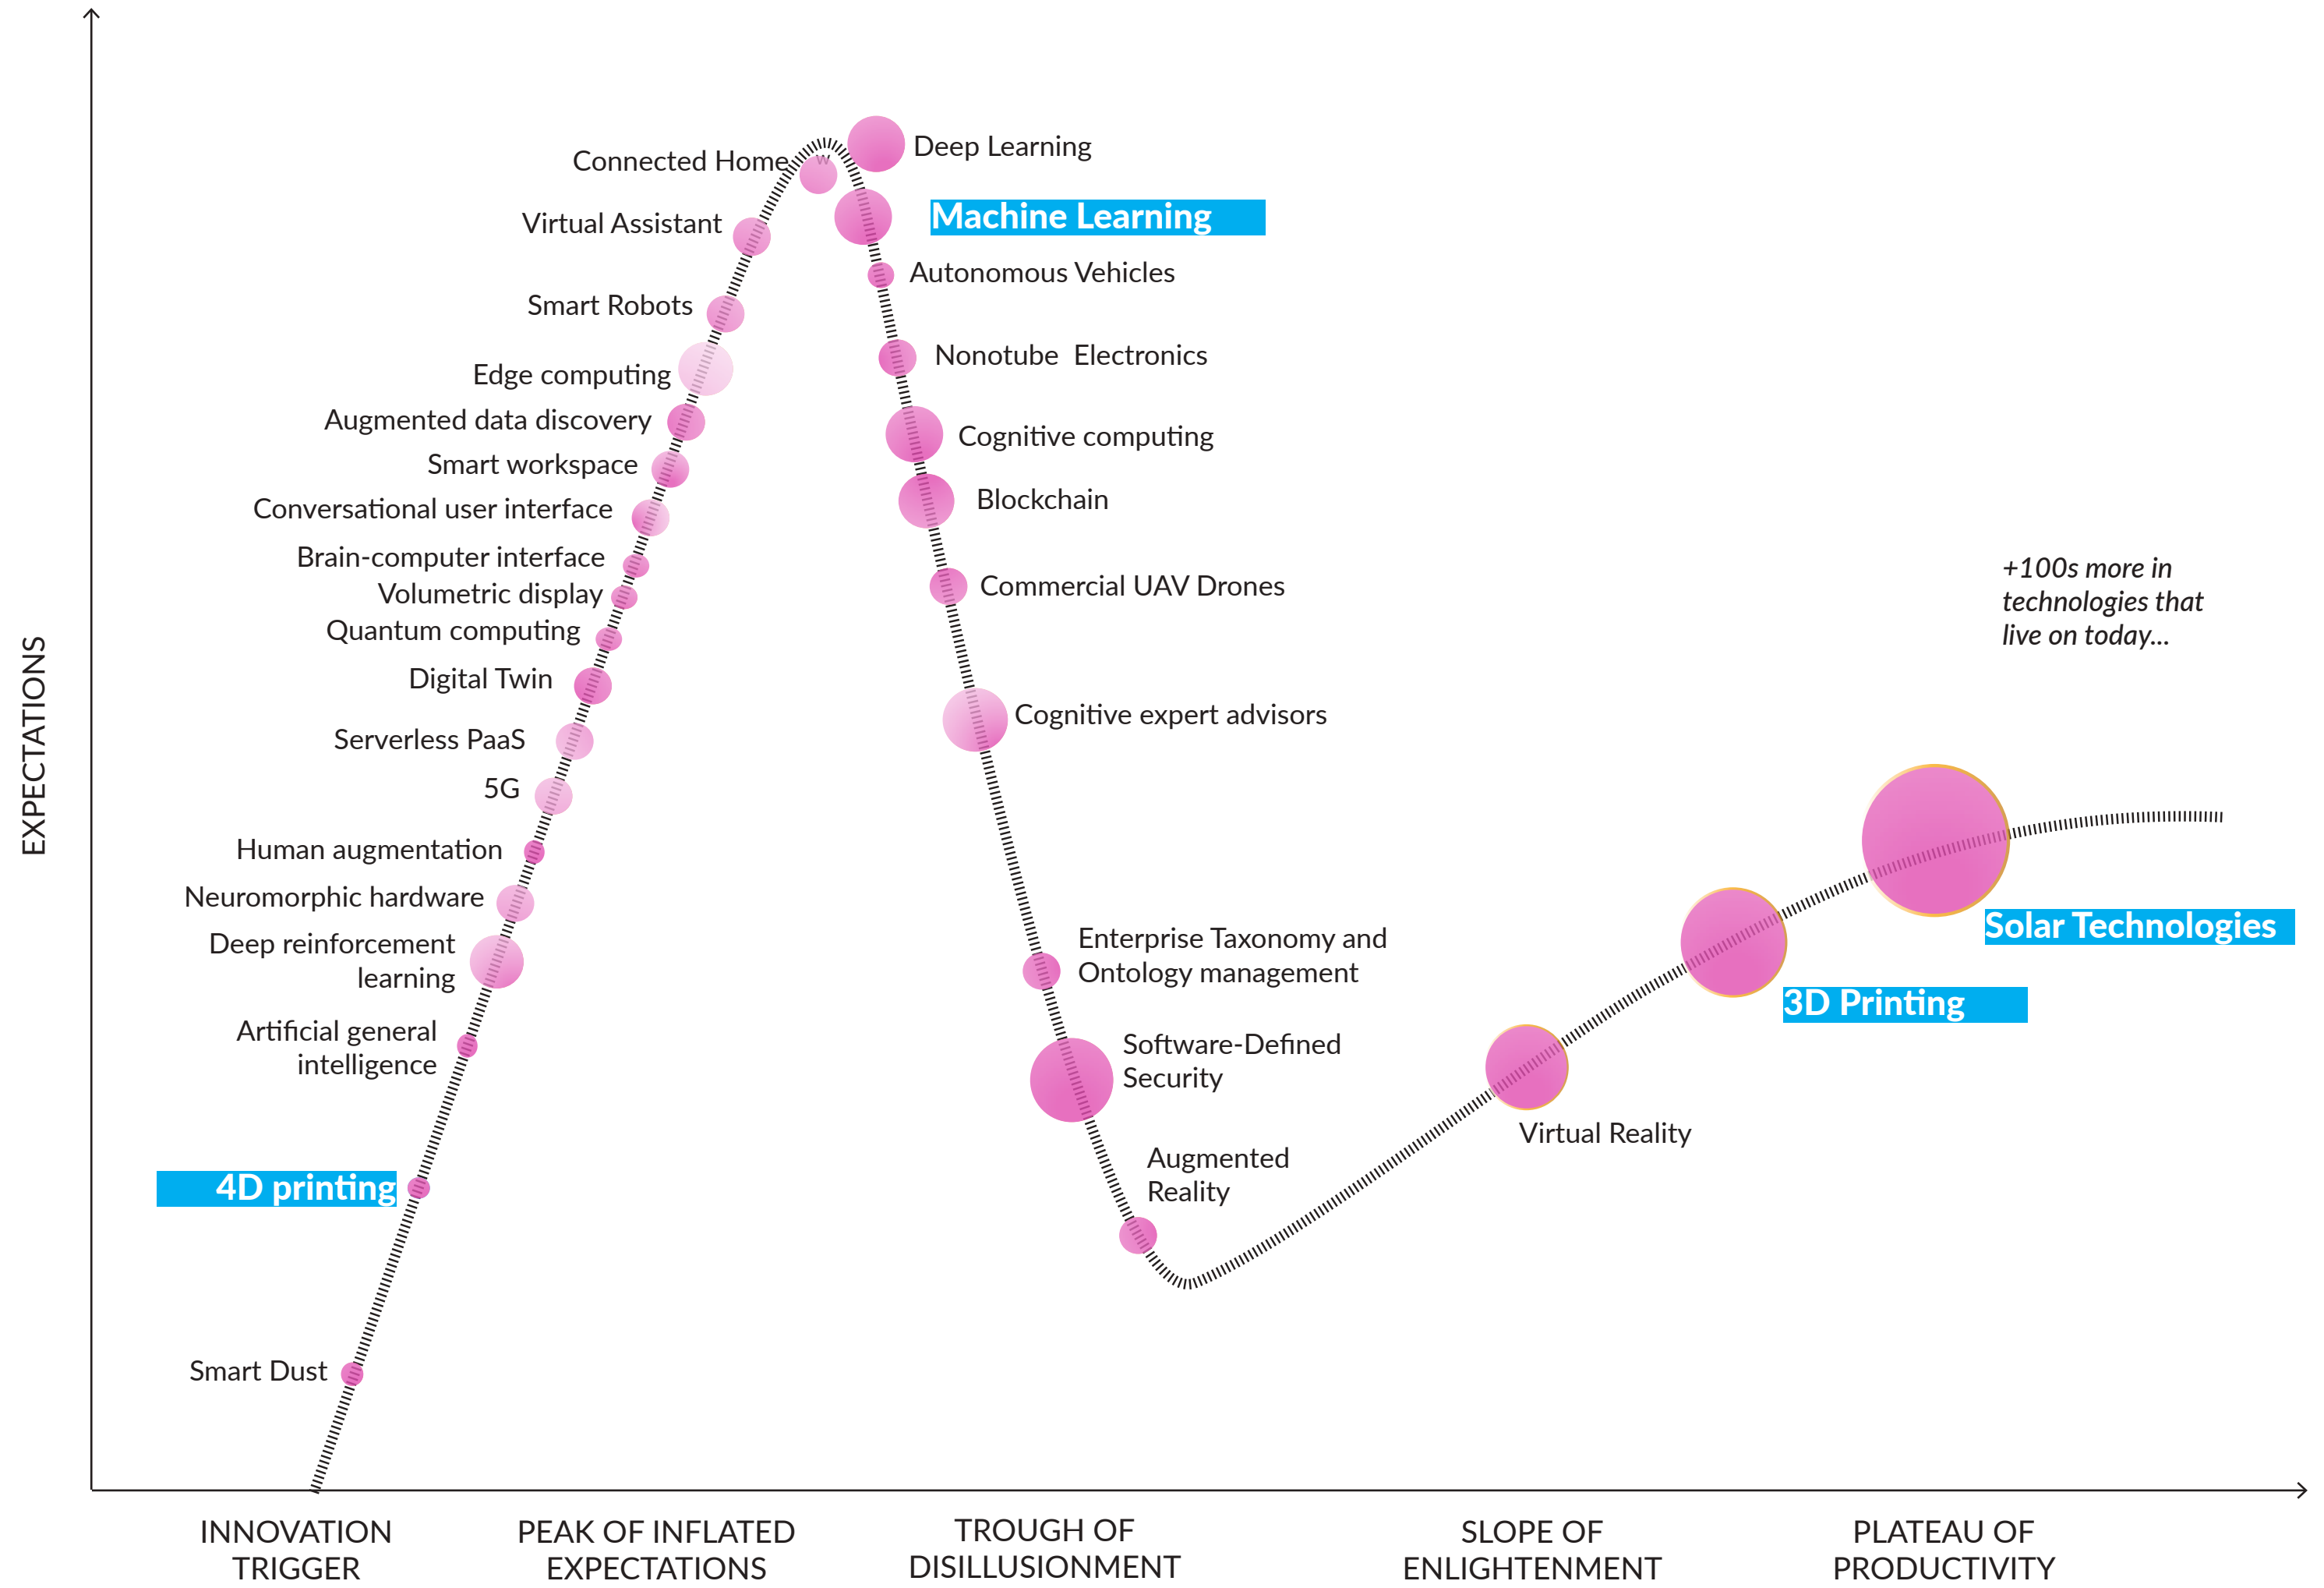 Deep Learning
Connected Home
Machine Learning
Virtual Assistant
Autonomous Vehicles
Smart Robots
Nonotube  Electronics
Edge computing
Augmented data discovery
Cognitive computing
Smart workspace
Blockchain
Conversational user interface
Brain-computer interface
Commercial UAV Drones
Volumetric display
Quantum computing
+100s more in
technologies that
live on today...
Digital Twin
Cognitive expert advisors
Serverless PaaS
EXPECTATIONS
5G
Human augmentation
Neuromorphic hardware
Solar Technologies
Deep reinforcement
learning
Enterprise Taxonomy and
Ontology management
3D Printing
Artificial general
intelligence
Software-Defined
Security
Virtual Reality
Augmented
Reality
4D printing
Smart Dust
INNOVATION
TRIGGER
PEAK OF INFLATED
EXPECTATIONS
TROUGH OF
DISILLUSIONMENT
SLOPE OF
ENLIGHTENMENT
PLATEAU OF
PRODUCTIVITY